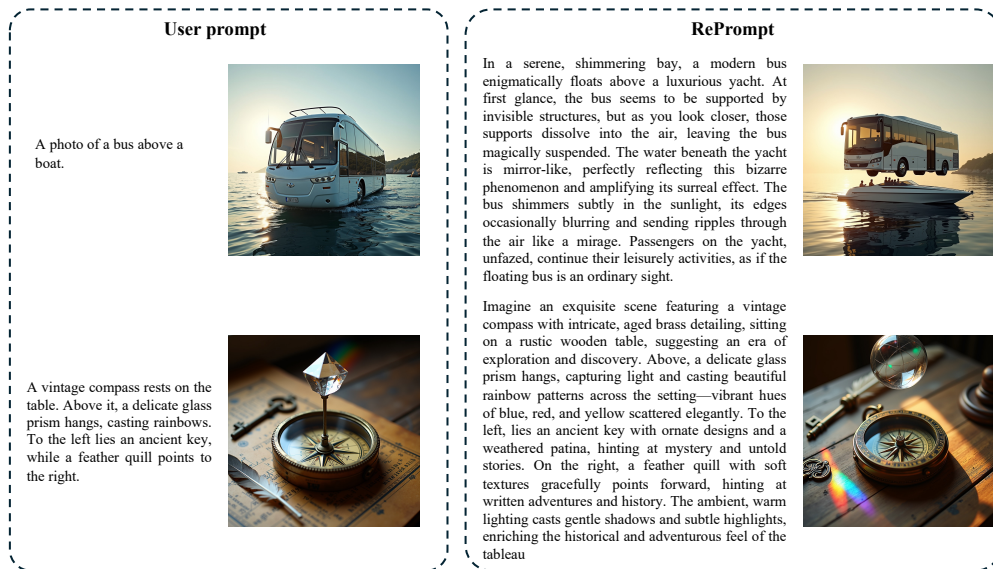 User prompt
A photo of a bus above a
boat.
A vintage compass rests on the
table. Above it, a delicate glass
prism hangs, casting rainbows.
To the left lies an ancient key,
while a feather quill points to
the right.
RePrompt
In a serene, shimmering bay, a modern bus
enigmatically floats above a luxurious yacht. At
first glance, the bus seems to be supported by
invisible structures, but as you look closer, those
supports dissolve into the air, leaving the bus
magically suspended. The water beneath the yacht
is mirror-like, perfectly reflecting this bizarre
phenomenon and amplifying its surreal effect. The
bus shimmers subtly in the sunlight, its edges
occasionally blurring and sending ripples through
the air like a mirage. Passengers on the yacht,
unfazed, continue their leisurely activities, as if the
floating bus is an ordinary sight.
Imagine an exquisite scene featuring a vintage
compass with intricate, aged brass detailing, sitting
on a rustic wooden table, suggesting an era of
exploration and discovery. Above, a delicate glass
prism hangs, capturing light and casting beautiful
rainbow patterns across the setting—vibrant hues
of blue, red, and yellow scattered elegantly. To the
left, lies an ancient key with ornate designs and a
weathered patina, hinting at mystery and untold
stories. On the right, a feather quill with soft
textures gracefully points forward, hinting at
written adventures and history. The ambient, warm
lighting casts gentle shadows and subtle highlights,
enriching the historical and adventurous feel of the
tableau